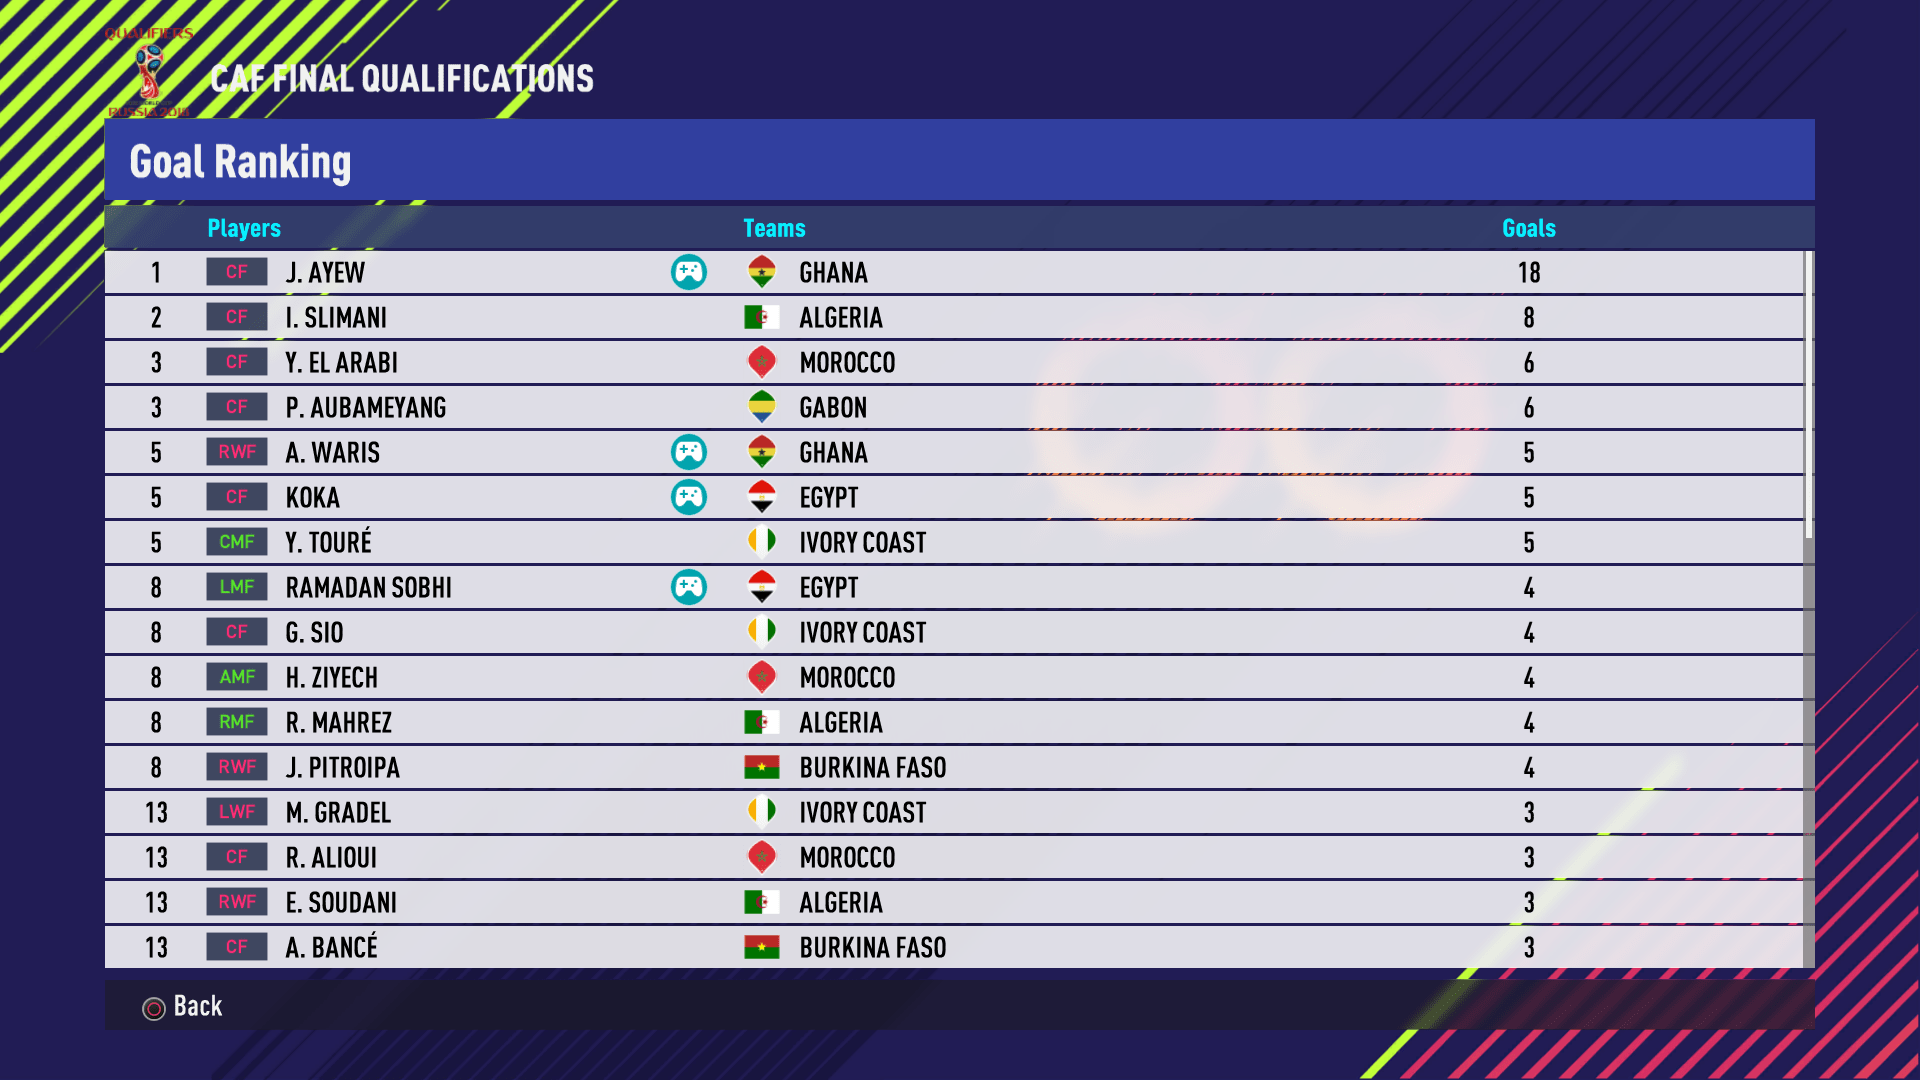 QUALIFIERS
RUSSIA 2018
CAF FINAL QUALIFICATIONS
Goal Ranking
Players Teams Goals
1 CF J. AYEW GHANA 18
2 CF I. SLIMANI ALGERIA 8
3 CF Y. EL ARABI MOROCCO 6
3 CF P. AUBAMEYANG GABON 6
5 RWF A. WARIS GHANA 5
5 CF KOKA EGYPT 5
5 CMF Y. TOURÉ IVORY COAST 5
8 LMF RAMADAN SOBHI EGYPT 4
8 CF G. SIO IVORY COAST 4
8 AMF H. ZIYECH MOROCCO 4
8 RMF R. MAHREZ ALGERIA 4
8 RWF J. PITROIPA BURKINA FASO 4
13 LWF M. GRADEL IVORY COAST 3
13 CF R. ALIOUI MOROCCO 3
13 RWF E. SOUDANI ALGERIA 3
13 CF A. BANCÉ BURKINA FASO 3
Back